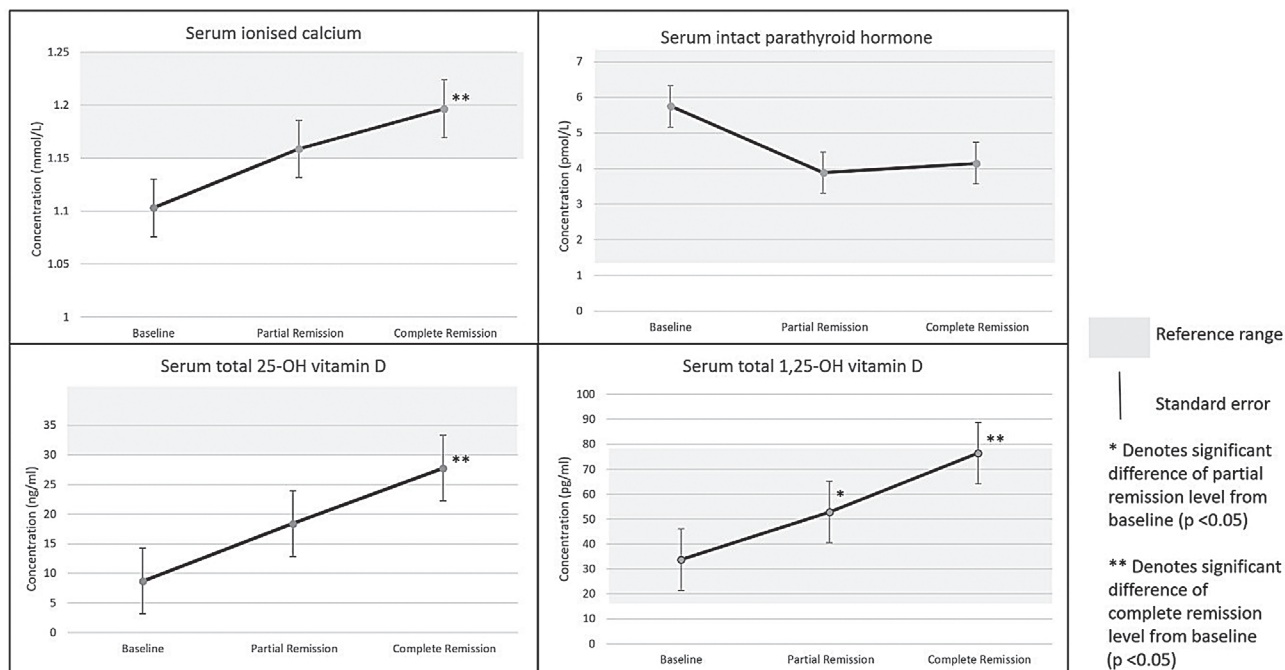 Serum ionised calcium
Concentration (mmol/L)
1.25
1.2
1.15
1.1
1.05
1
**
Baseline Partial Remission Complete Remission
Serum intact parathyroid hormone
Concentration (pmol/L)
7
6
5
4
3
2
1
0
Baseline Partial Remission Complete Remission
Serum total 25-OH vitamin D
Concentration (ng/ml)
35
30
25
20
15
10
5
0
**
Baseline Partial Remission Complete Remission
Serum total 1,25-OH vitamin D
Concentration (pg/ml)
100
90
80
70
60
50
40
30
20
10
0
*
**
Baseline Partial Remission Complete Remission
Reference range
Standard error
* Denotes significant
difference of partial
remission level from
baseline (p <0.05)
** Denotes significant
difference of
complete remission
level from baseline
(p <0.05)